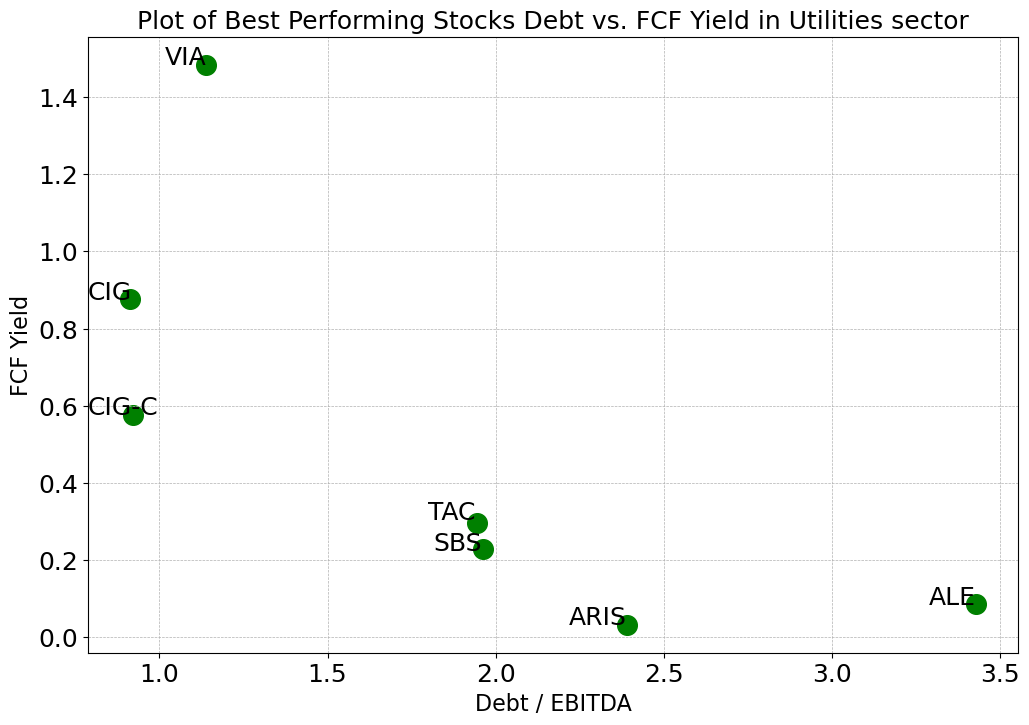 Plot of Best Performing Stocks Debt vs. FCF Yield in Utilities sector
VIA
1.4
1.2
1.0
CIG
0.8
FCF Yield
0.6
CIG-C
0.4
TAC
SBS
0.2
ALE
ARIS
0.0
1.0 1.5 2.0 2.5 3.0 3.5
Debt / EBITDA